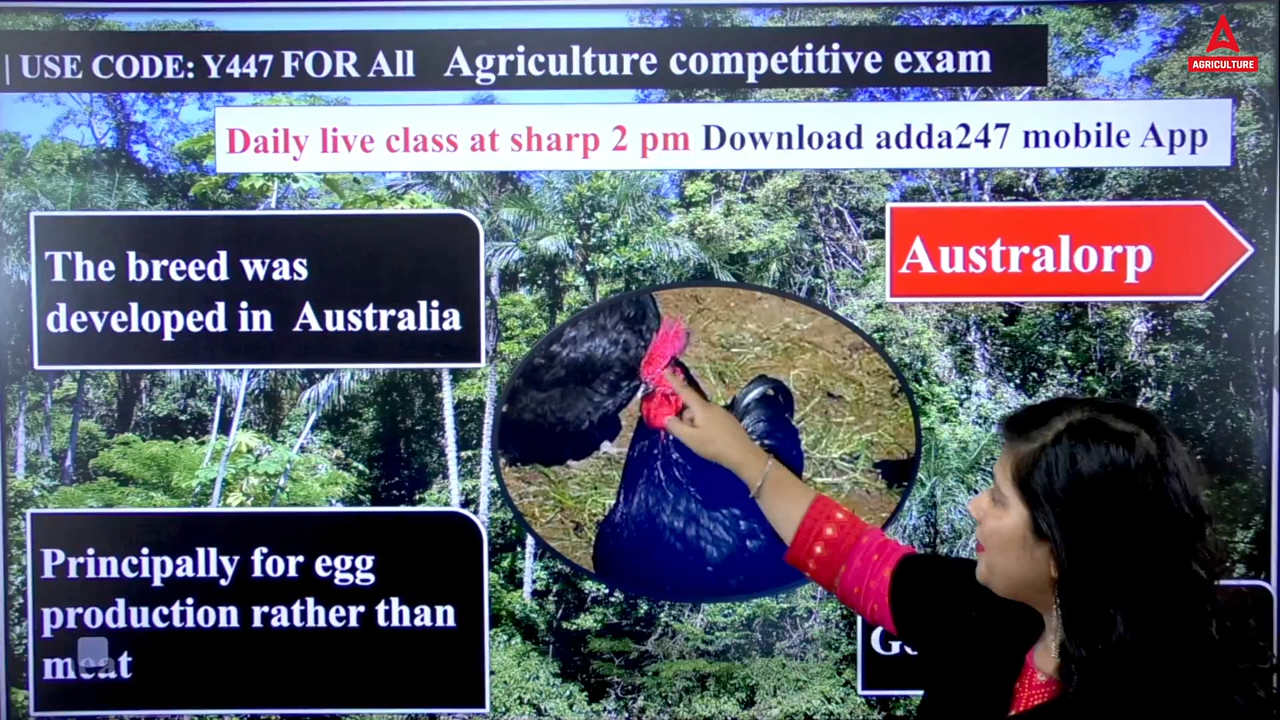 | USE CODE: Y447 FOR All Agriculture competitive exam
AGRICULTURE
Daily live class at sharp 2 pm Download adda247 mobile App
The breed was
developed in Australia
Australorp
Principally for egg
production rather than
meat